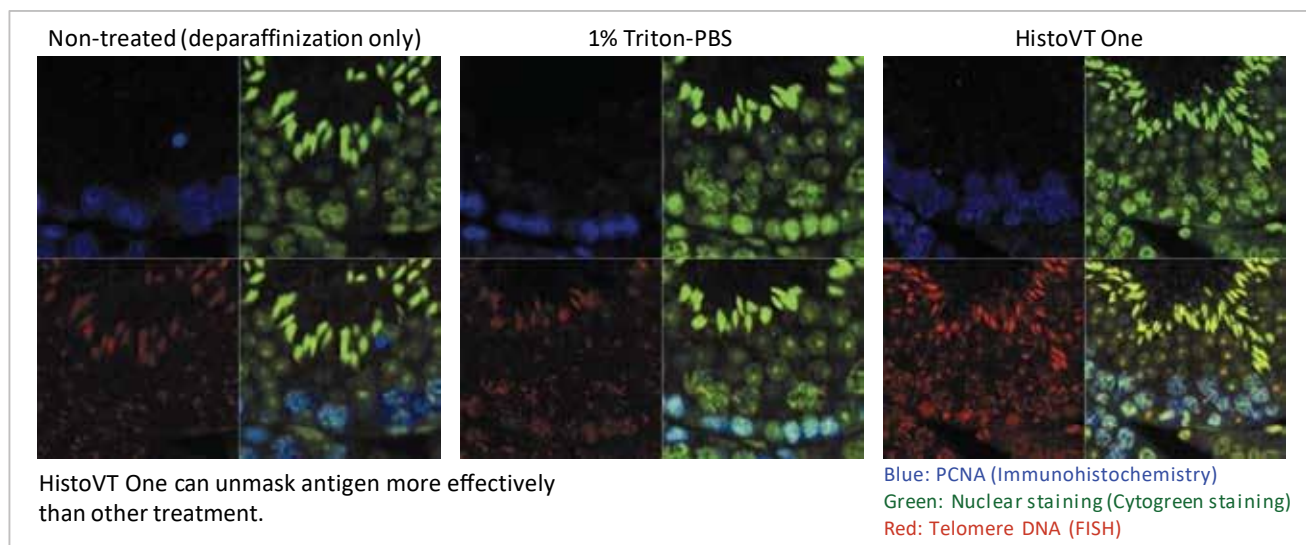 Non-treated (deparaffinization only)
1% Triton-PBS
HistoVT One
HistoVT One can unmask antigen more effectively
than other treatment.
Blue: PCNA (Immunohistochemistry)
Green: Nuclear staining (Cytogreen staining)
Red: Telomere DNA (FISH)